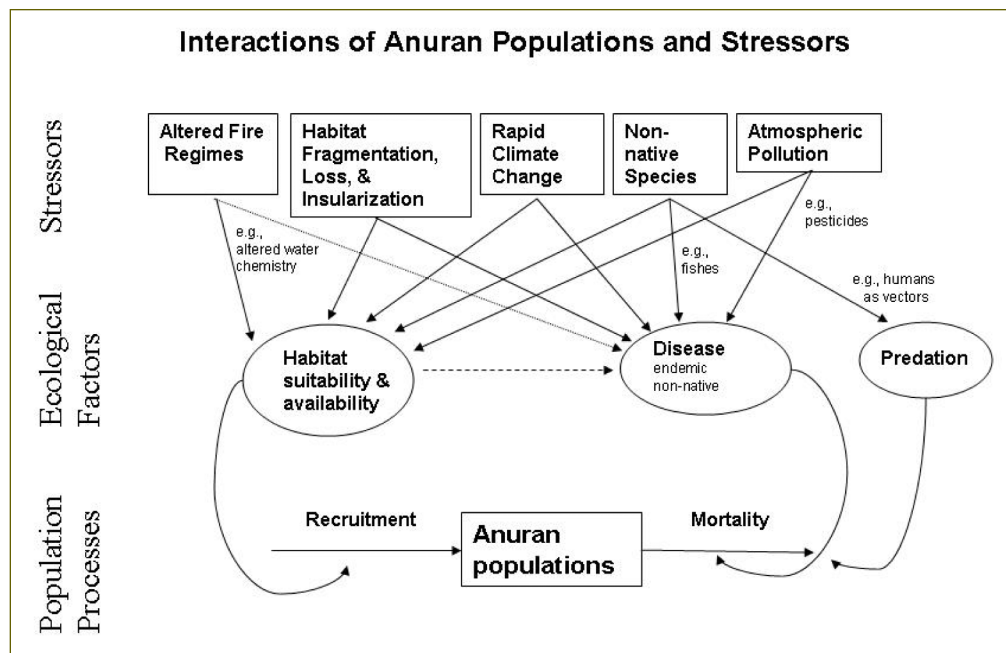 Interactions of Anuran Populations and Stressors
Stressors
Altered Fire
Regimes
Habitat
Fragmentation,
Loss, &
Insularization
Rapid
Climate
Change
Non-
native
Species
Atmospheric
Pollution
e.g.,
altered water
chemistry
e.g.,
fishes
e.g.,
pesticides
e.g., humans
as vectors
Ecological
Factors
Habitat
suitability &
availability
Disease
endemic
non-native
Predation
Population
Processes
Recruitment
Anuran
populations
Mortality